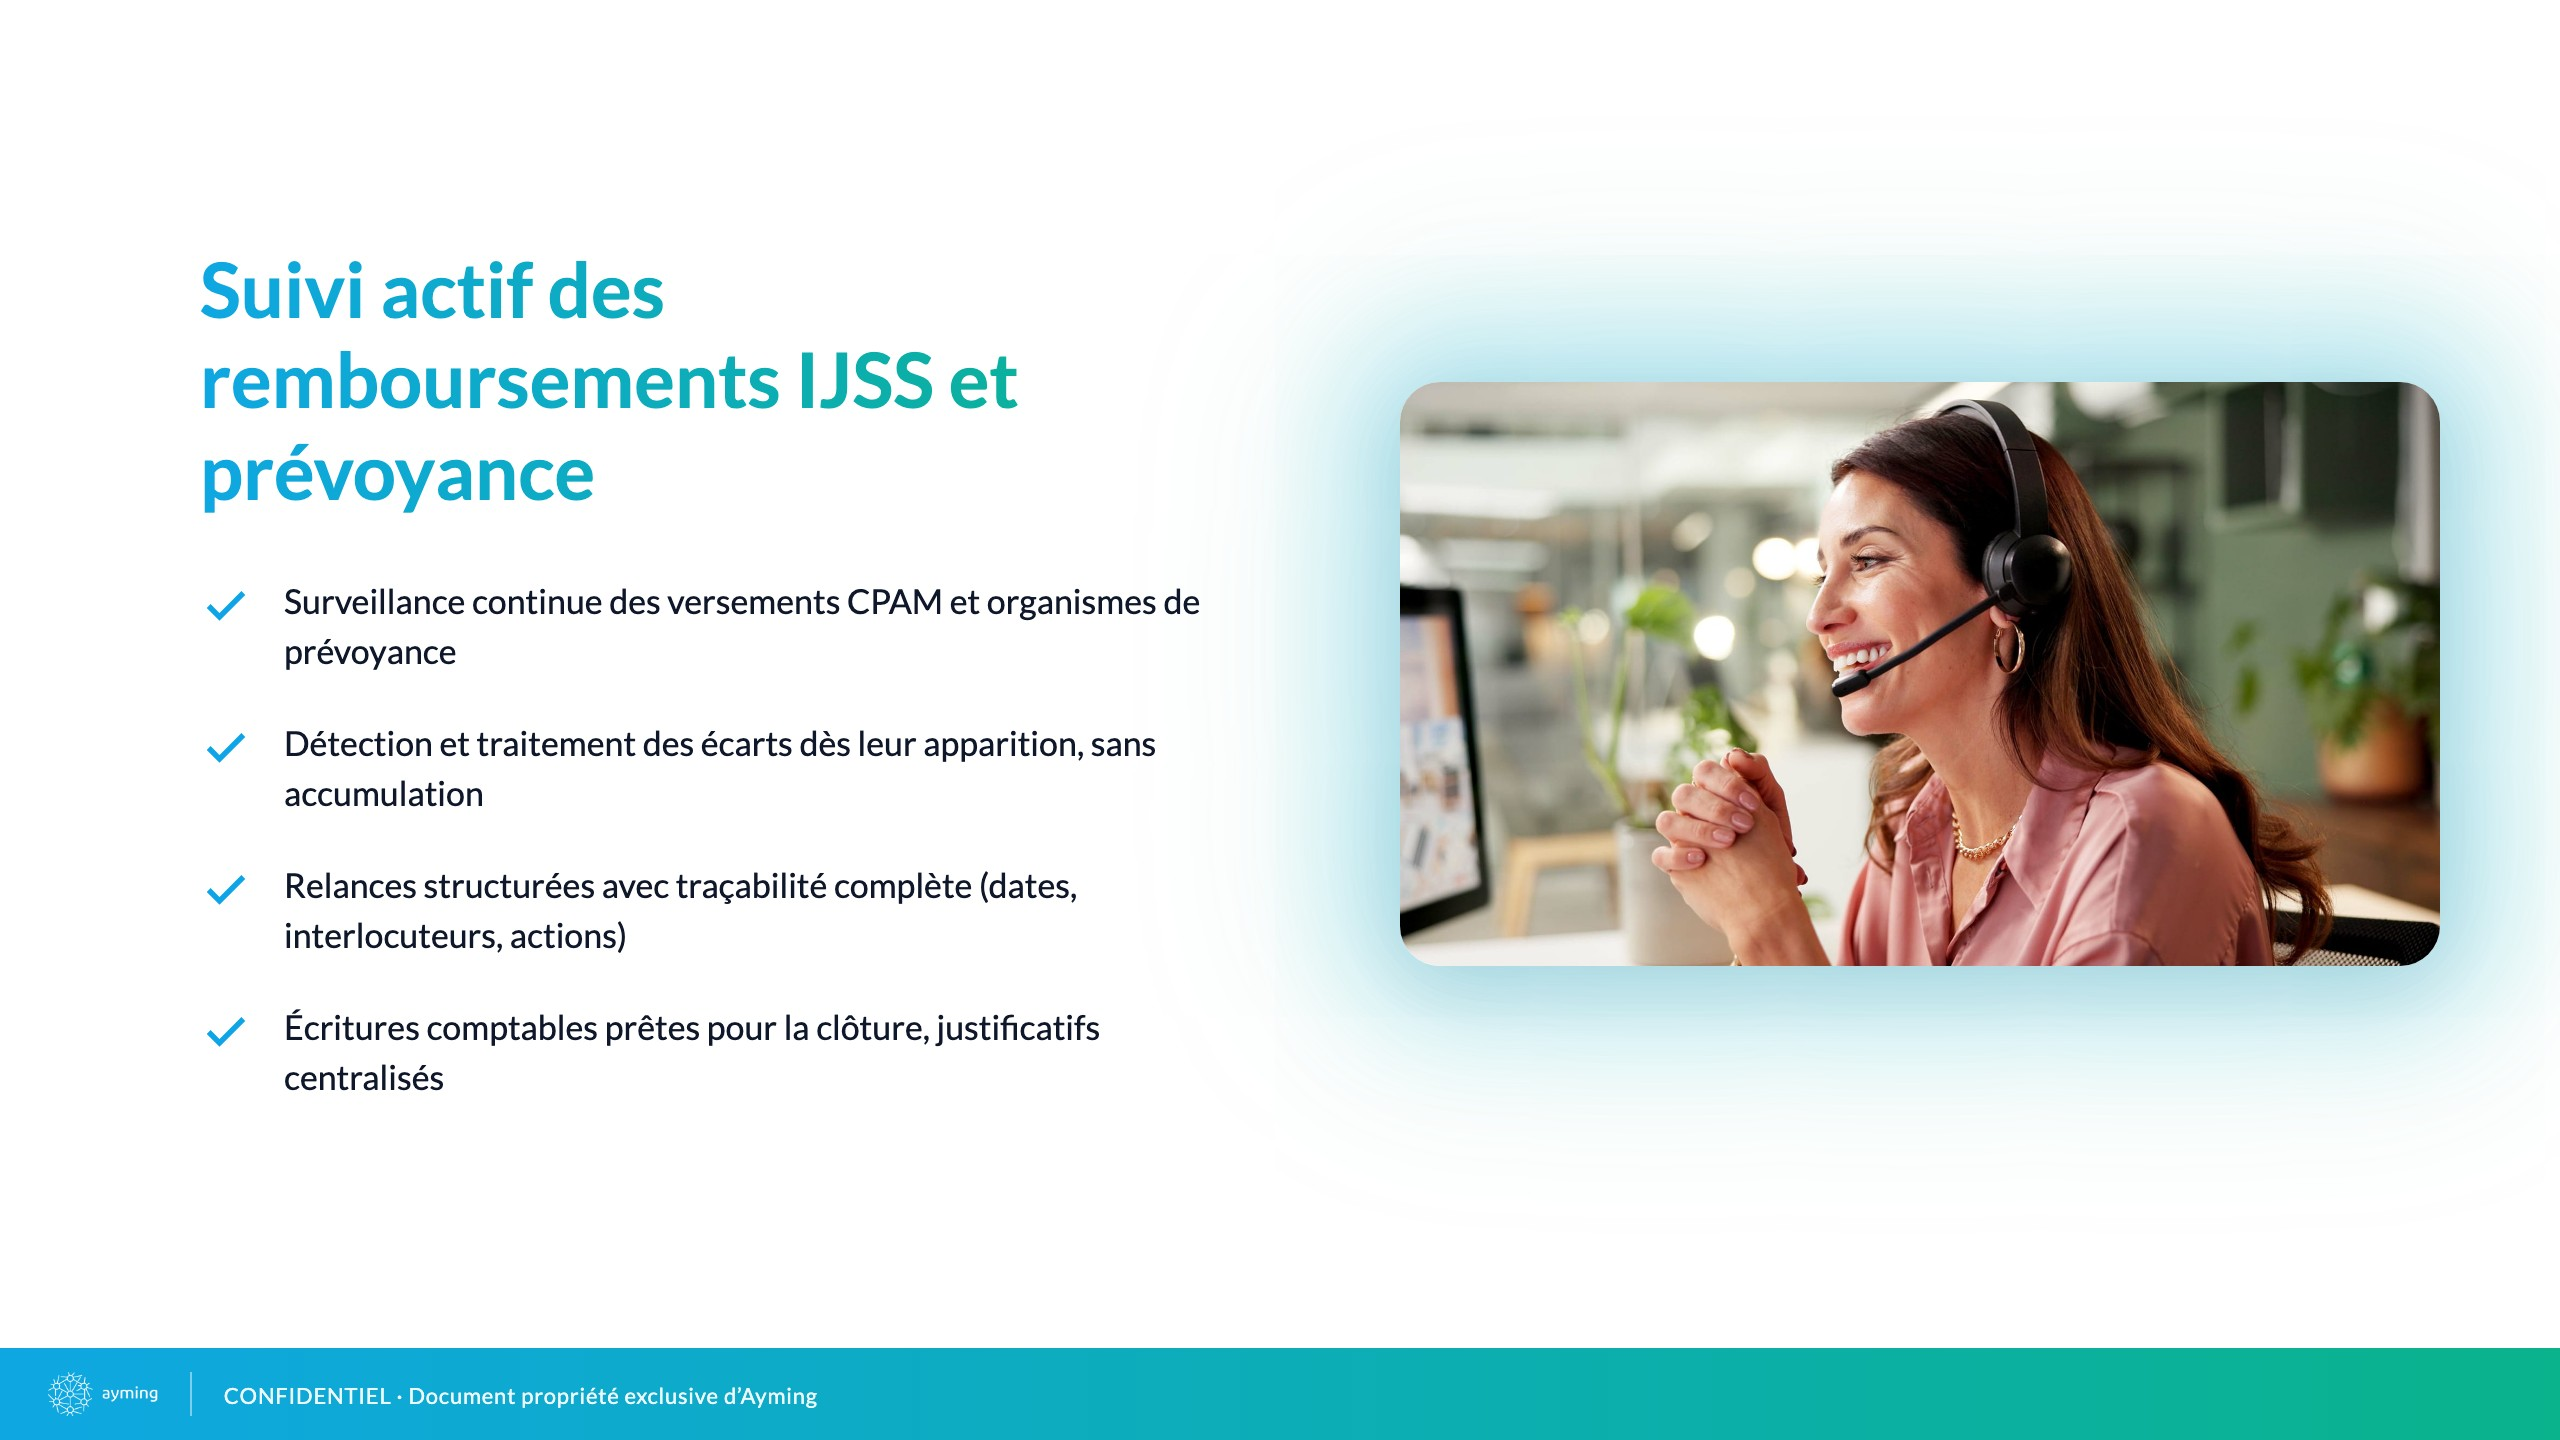 Suivi actif des
remboursements IJSS et
prévoyance
Surveillance continue des versements CPAM et organismes de
prévoyance
Détection et traitement des écarts dès leur apparition, sans
accumulation
Relances structurées avec traçabilité complète (dates,
interlocuteurs, actions)
Écritures comptables prêtes pour la clôture, justificatifs
centralisés
ayming
CONFIDENTIEL · Document propriété exclusive d’Ayming